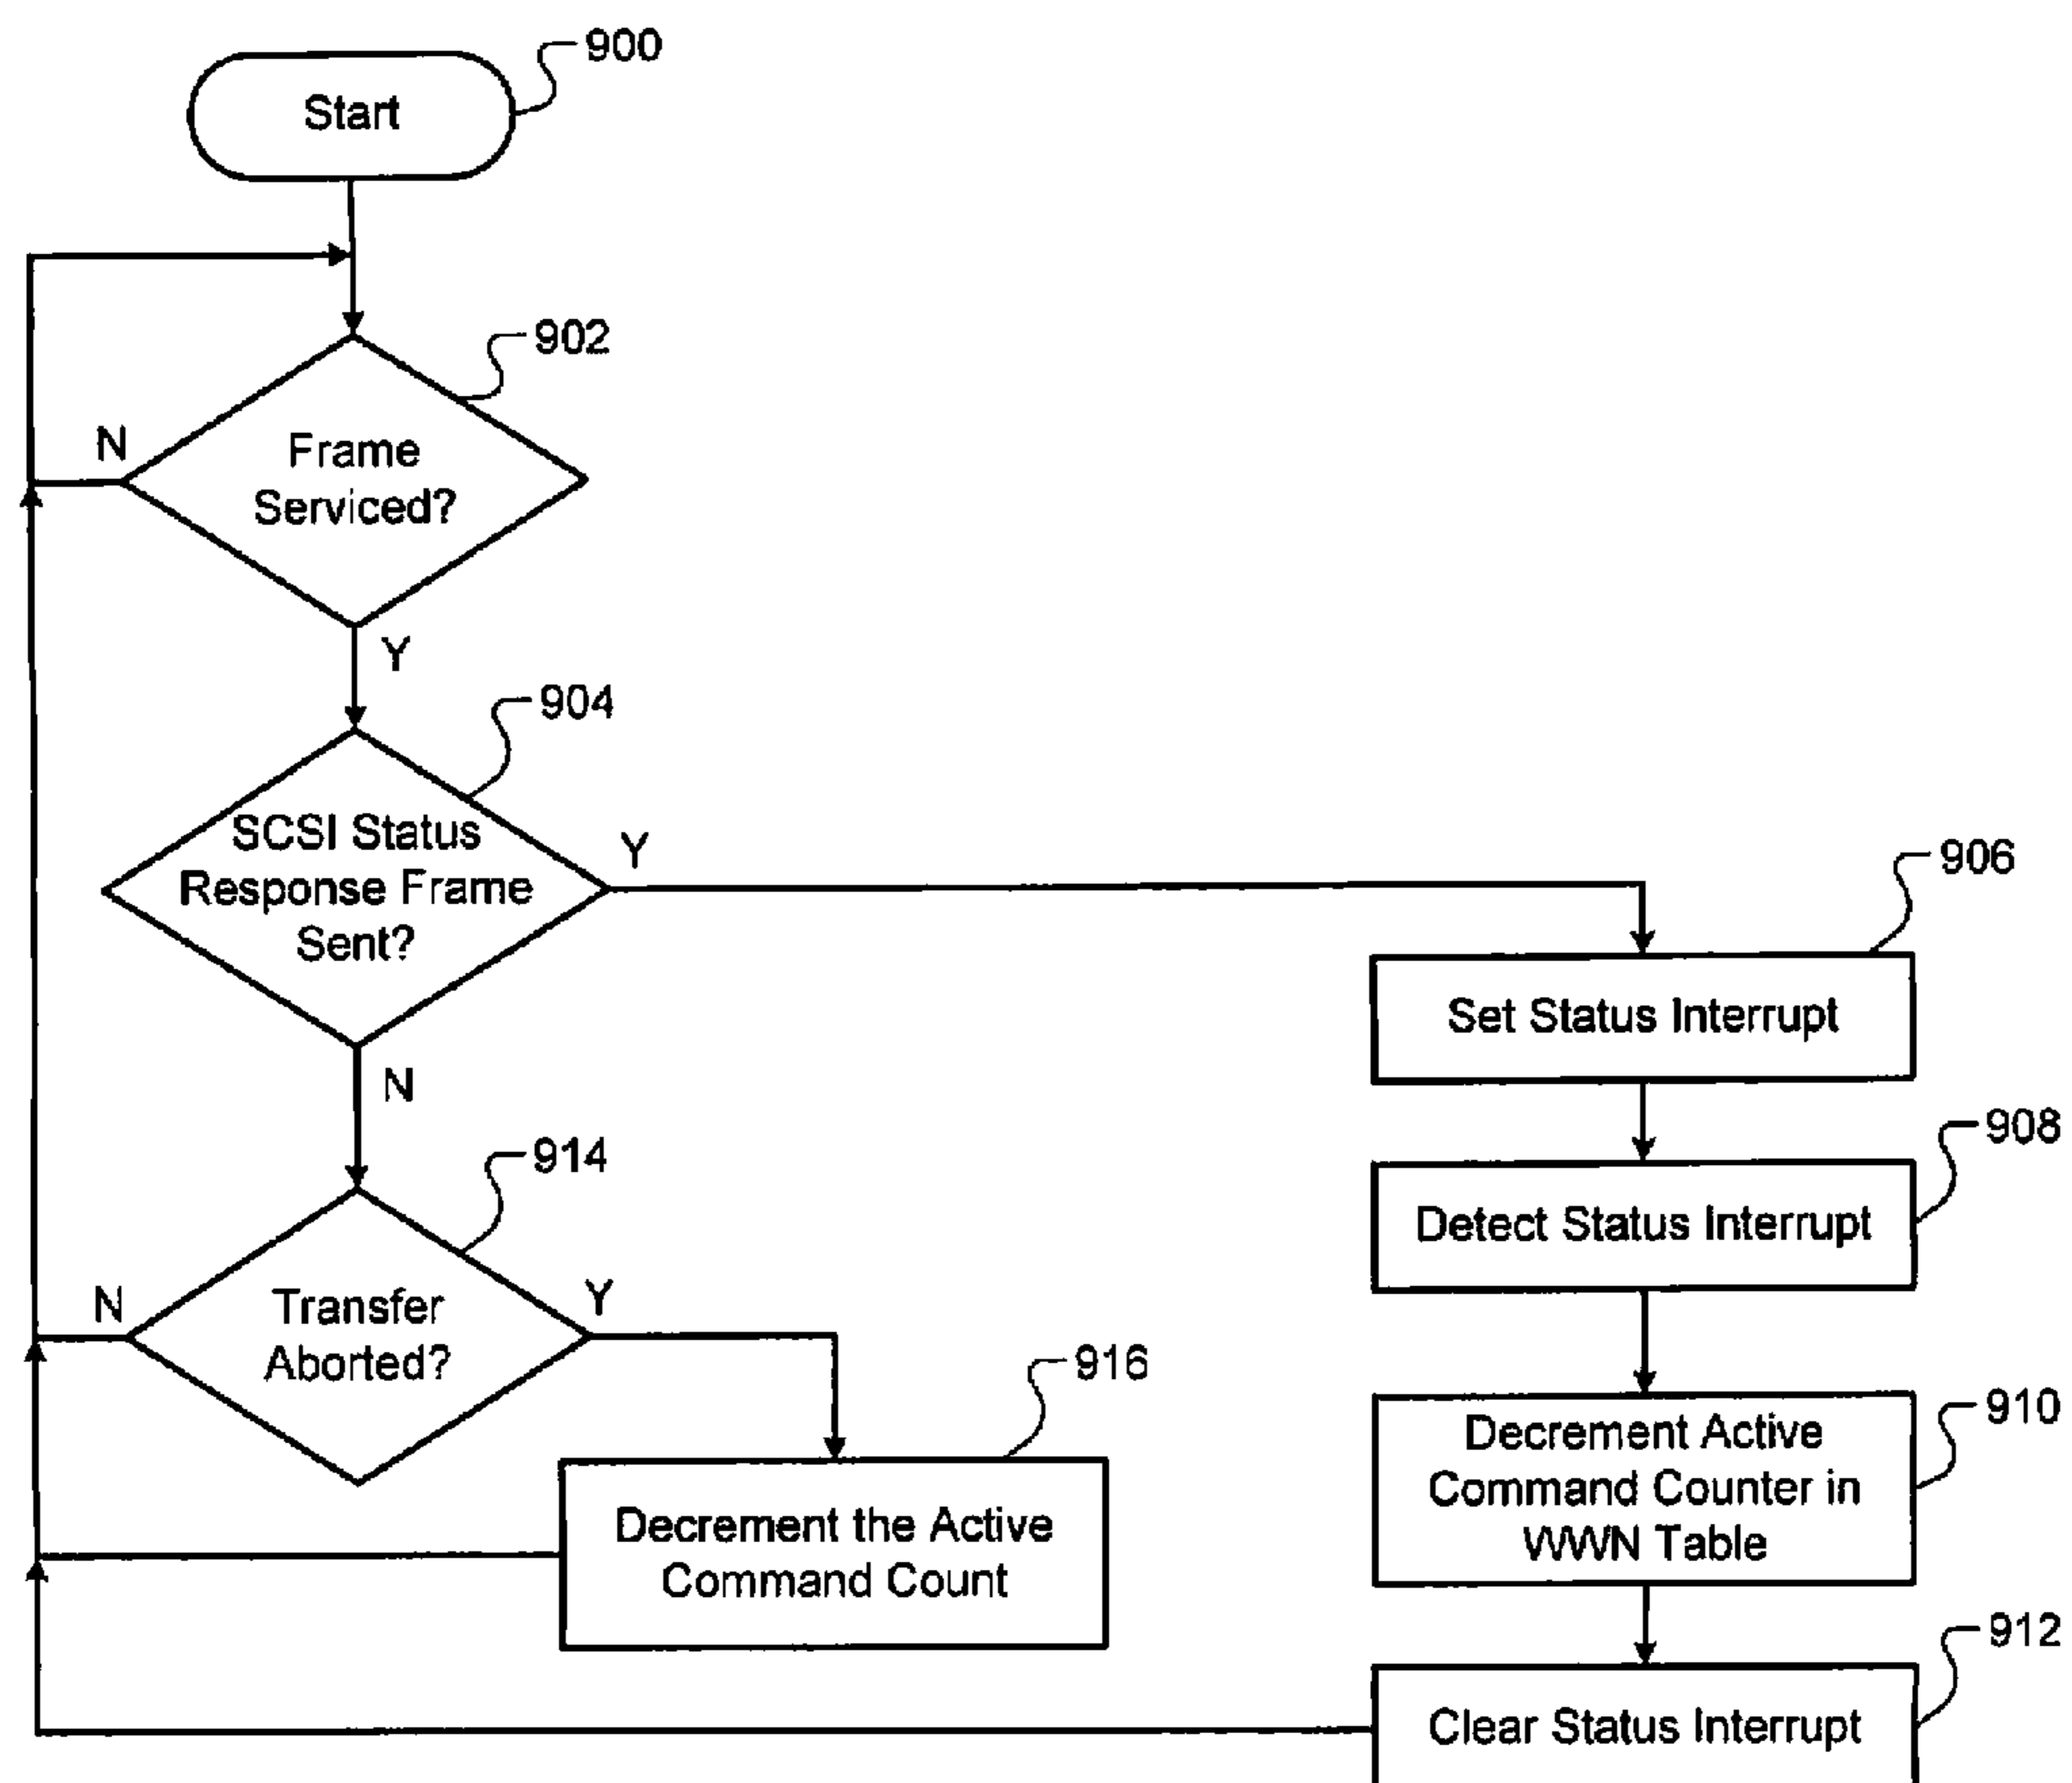 900
Start
902
N
Frame
Serviced?
Y
904
SCSI Status
Response Frame
Sent?
Y
N
906
Set Status Interrupt
908
Detect Status Interrupt
910
Decrement Active
Command Counter in
WWN Table
912
Clear Status Interrupt
914
N
Transfer
Aborted?
Y
916
Decrement the Active
Command Count